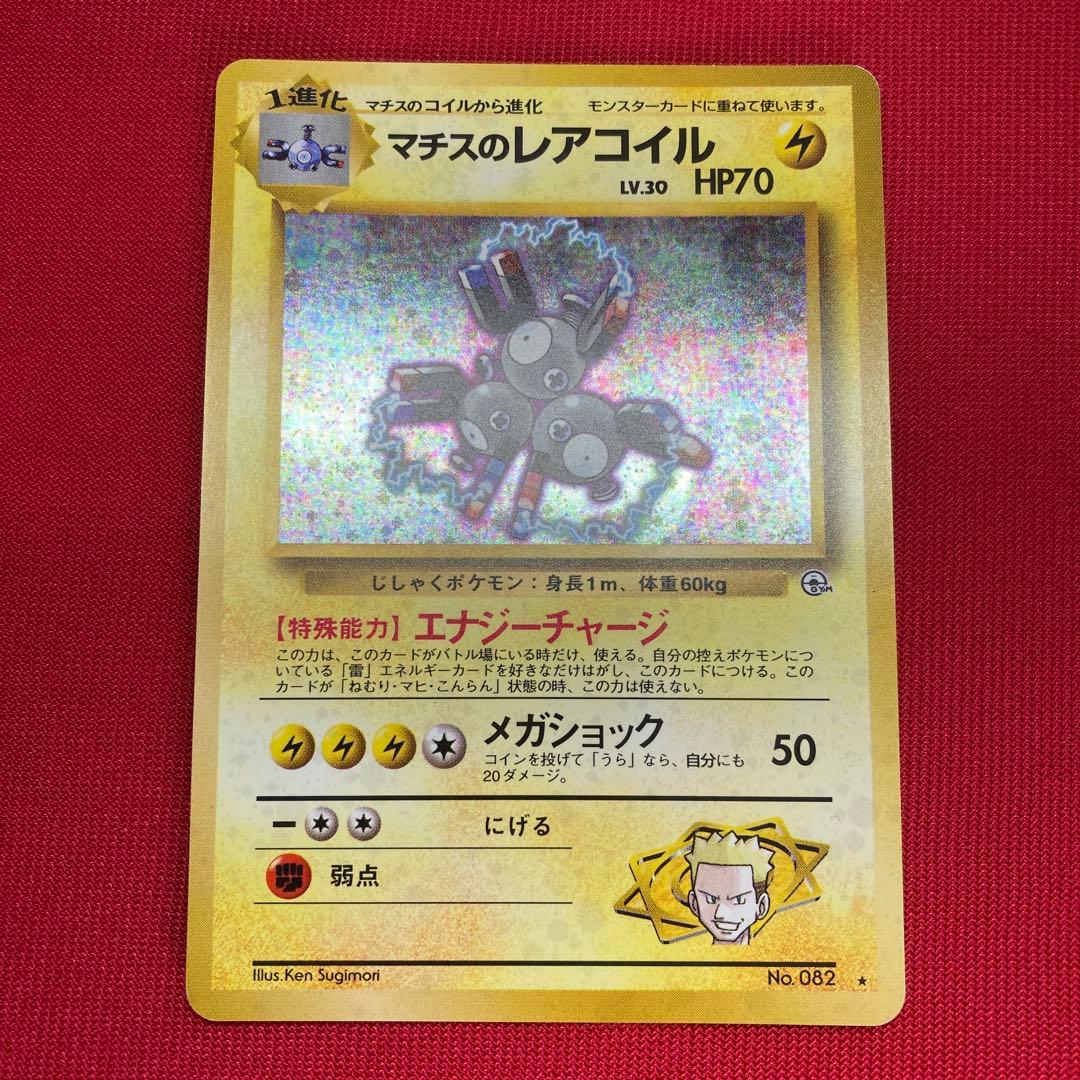 1進化
マチスのコイルから進化
モンスターカードに重ねて使います。
マチスのレアコイル
LV.30 HP70
じしゃくポケモン：身長1m、体重60kg
GYM
【特殊能力】エナジーチャージ
この力は、このカードがバトル場にいる時だけ、使える。自分の控えポケモンにつ
いている「雷」エネルギーカードを好きなだけはがし、このカードにつける。この
カードが「ねむり・マヒ・こんらん」状態の時、この力は使えない。
メガショック
コインを投げて「うら」なら、自分にも
20ダメージ。
50
にげる
弱点
Illus.Ken Sugimori
No. 082 ★